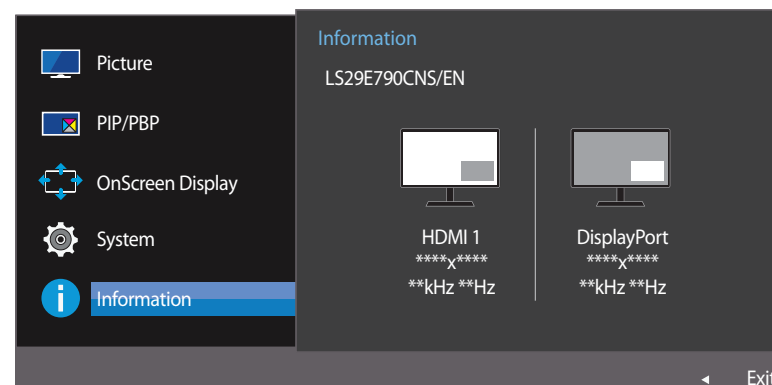 Picture
PIP/PBP
OnScreen Display
System
Information
Information
LS29E790CNS/EN
HDMI 1
****x****
**kHz **Hz
DisplayPort
****x****
**kHz **Hz
Exit